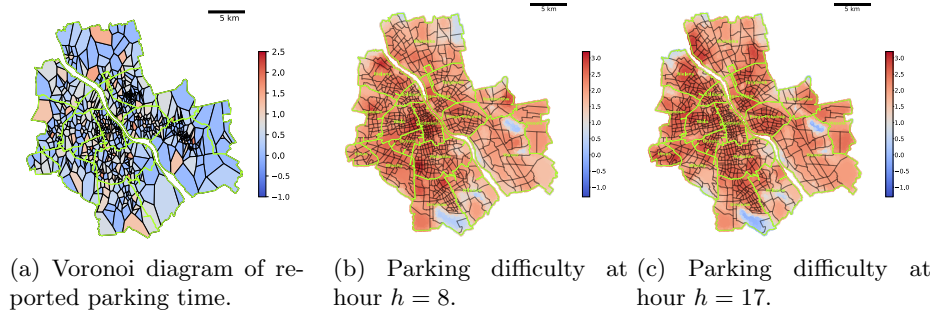 5 km
5 km
5 km
2.5
2.0
1.5
1.0
0.5
0.0
−0.5
−1.0
3.0
2.5
2.0
1.5
1.0
0.5
0.0
−0.5
−1.0
3.0
2.5
2.0
1.5
1.0
0.5
0.0
−0.5
−1.0
(a) Voronoi diagram of re-
ported parking time.
(b) Parking difficulty at
hour h = 8.
(c) Parking difficulty at
hour h = 17.